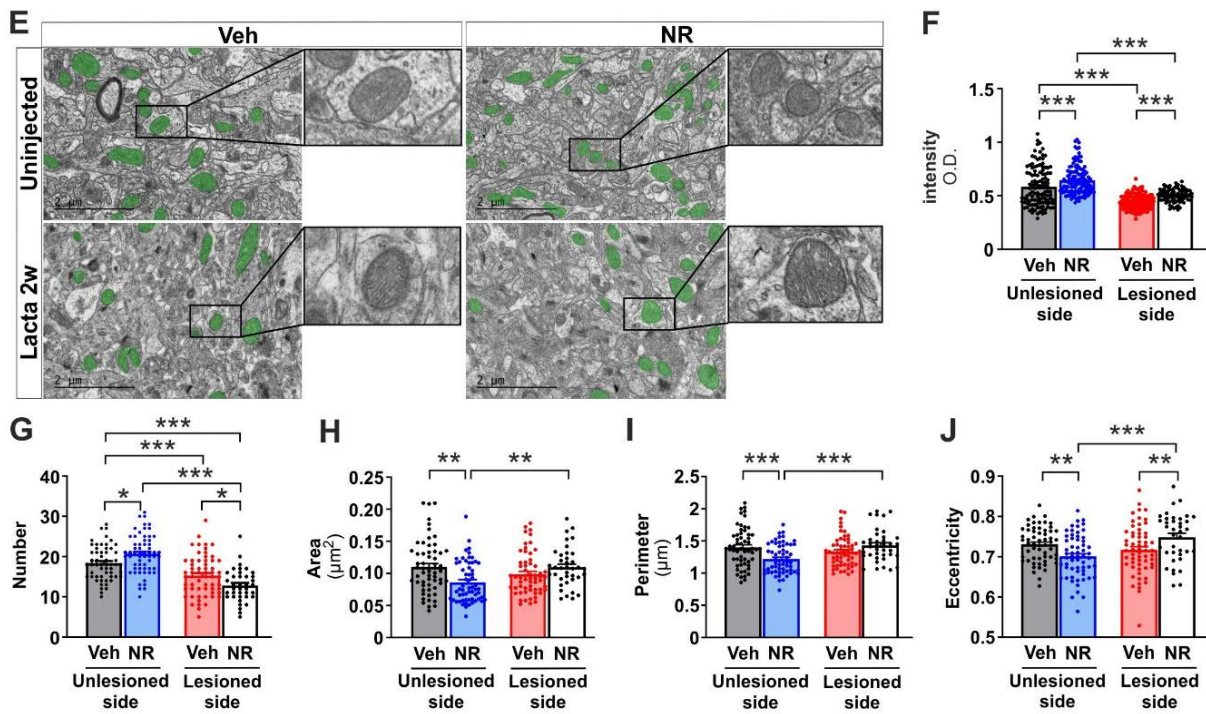 E
Veh
NR
Uninjected
2 µm
2 µm
Lacta 2w
2 µm
2 µm
F
***
***
***
***
intensity
O.D.
1.5
1
0.5
0
Veh NR
Veh NR
Unlesioned
side
Lesioned
side
G
***
***
***
*
*
Number
40
30
20
10
0
Veh NR
Veh NR
Unlesioned
side
Lesioned
side
H
**
**
Area
(µm²)
0.25
0.20
0.15
0.10
0.05
0
Veh NR
Veh NR
Unlesioned
side
Lesioned
side
I
***
***
Perimeter
(µm)
2.5
2
1.5
1
0.5
0
Veh NR
Veh NR
Unlesioned
side
Lesioned
side
J
***
**
**
Eccentricity
0.9
0.8
0.7
0.6
0.5
Veh NR
Veh NR
Unlesioned
side
Lesioned
side